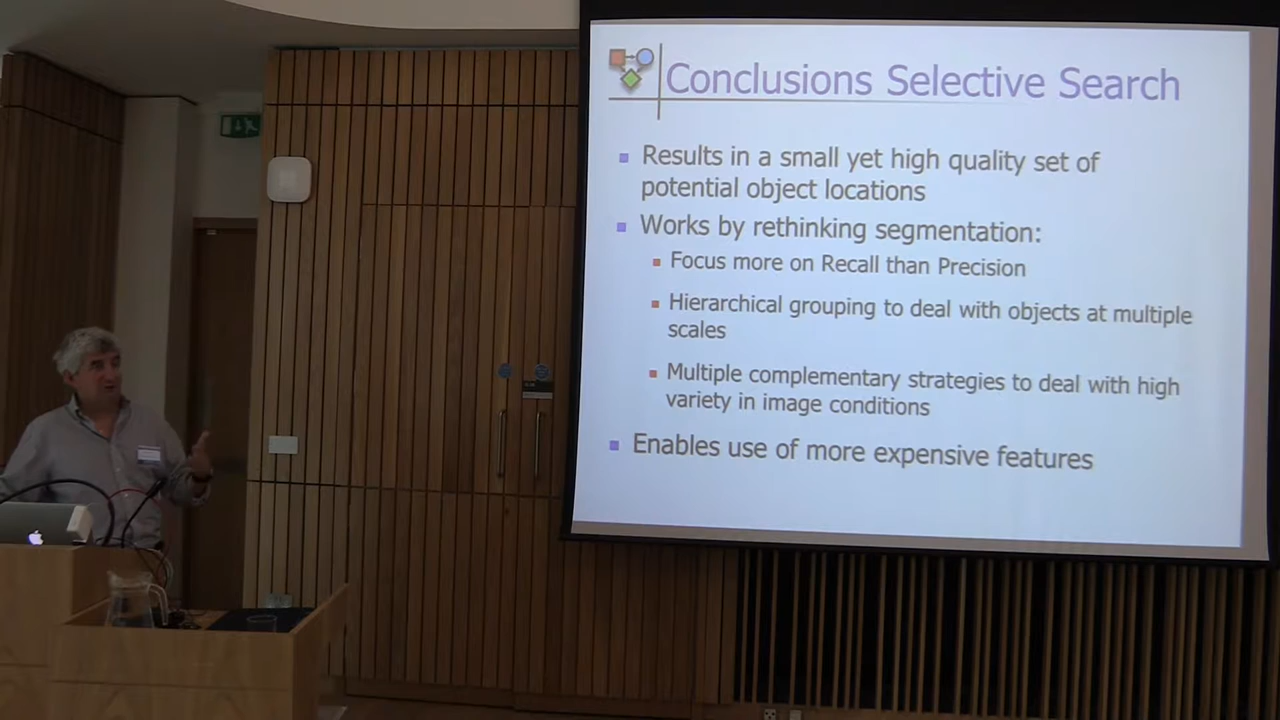 Conclusions Selective Search
Results in a small yet high quality set of
potential object locations
Works by rethinking segmentation:
Focus more on Recall than Precision
Hierarchical grouping to deal with objects at multiple
scales
Multiple complementary strategies to deal with high
variety in image conditions
Enables use of more expensive features